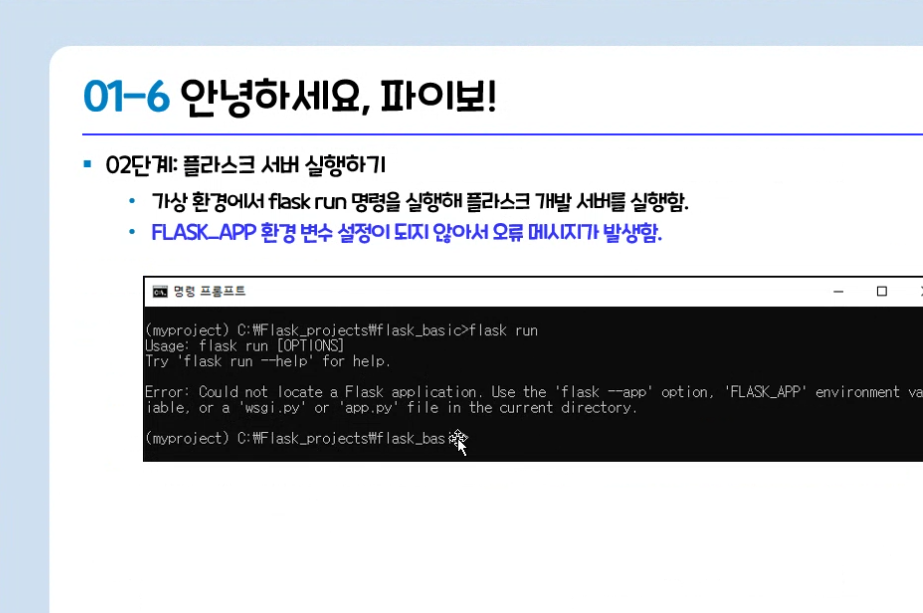 01-6 안녕하세요, 파이보!
02단계: 플라스크 서버 실행하기
가상 환경에서 flask run 명령을 실행해 플라스크 개발 서버를 실행함.
FLASK_APP 환경 변수 설정이 되지 않아서 오류 메시지가 발생함.
명령 프롬프트
(myproject) C:₩Flask_projects₩flask_basic>flask run
Usage: flask run [OPTIONS]
Try 'flask run --help' for help.
Error: Could not locate a Flask application. Use the 'flask --app' option, 'FLASK_APP' environment va
iable, or a 'wsgi.py' or 'app.py' file in the current directory.
(myproject) C:₩Flask_projects₩flask_basi